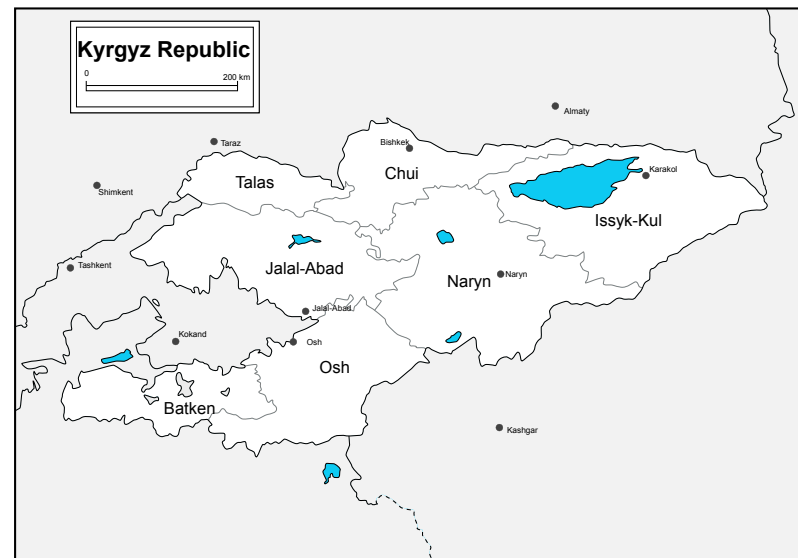 Kyrgyz Republic
0 200 km
Almaty
Taraz
Bishkek
Chui
Karakol
Talas
Shimkent
Issyk-Kul
Tashkent
Jalal-Abad
Naryn
Naryn
Jalal-Abad
Kokand
Osh
Osh
Batken
Kashgar